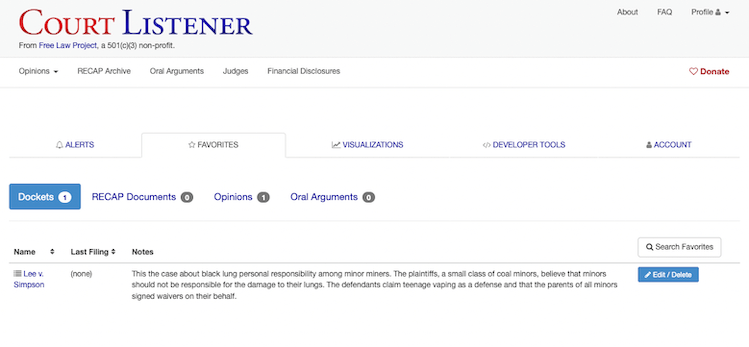 COURT LISTENER
About FAQ Profile
From Free Law Project, a 501(c)(3) non-profit.
Opinions RECAP Archive Oral Arguments Judges Financial Disclosures Donate
ALERTS FAVORITES VISUALIZATIONS DEVELOPER TOOLS ACCOUNT
Dockets 1 RECAP Documents 0 Opinions 1 Oral Arguments 0
Name Last Filing Notes Search Favorites
Lee v. (none) This the case about black lung personal responsibility among minor miners. The plaintiffs, a small class of coal minors, believe that minors Edit / Delete
Simpson should not be responsible for the damage to their lungs. The defendants claim teenage vaping as a defense and that the parents of all minors
signed waivers on their behalf.